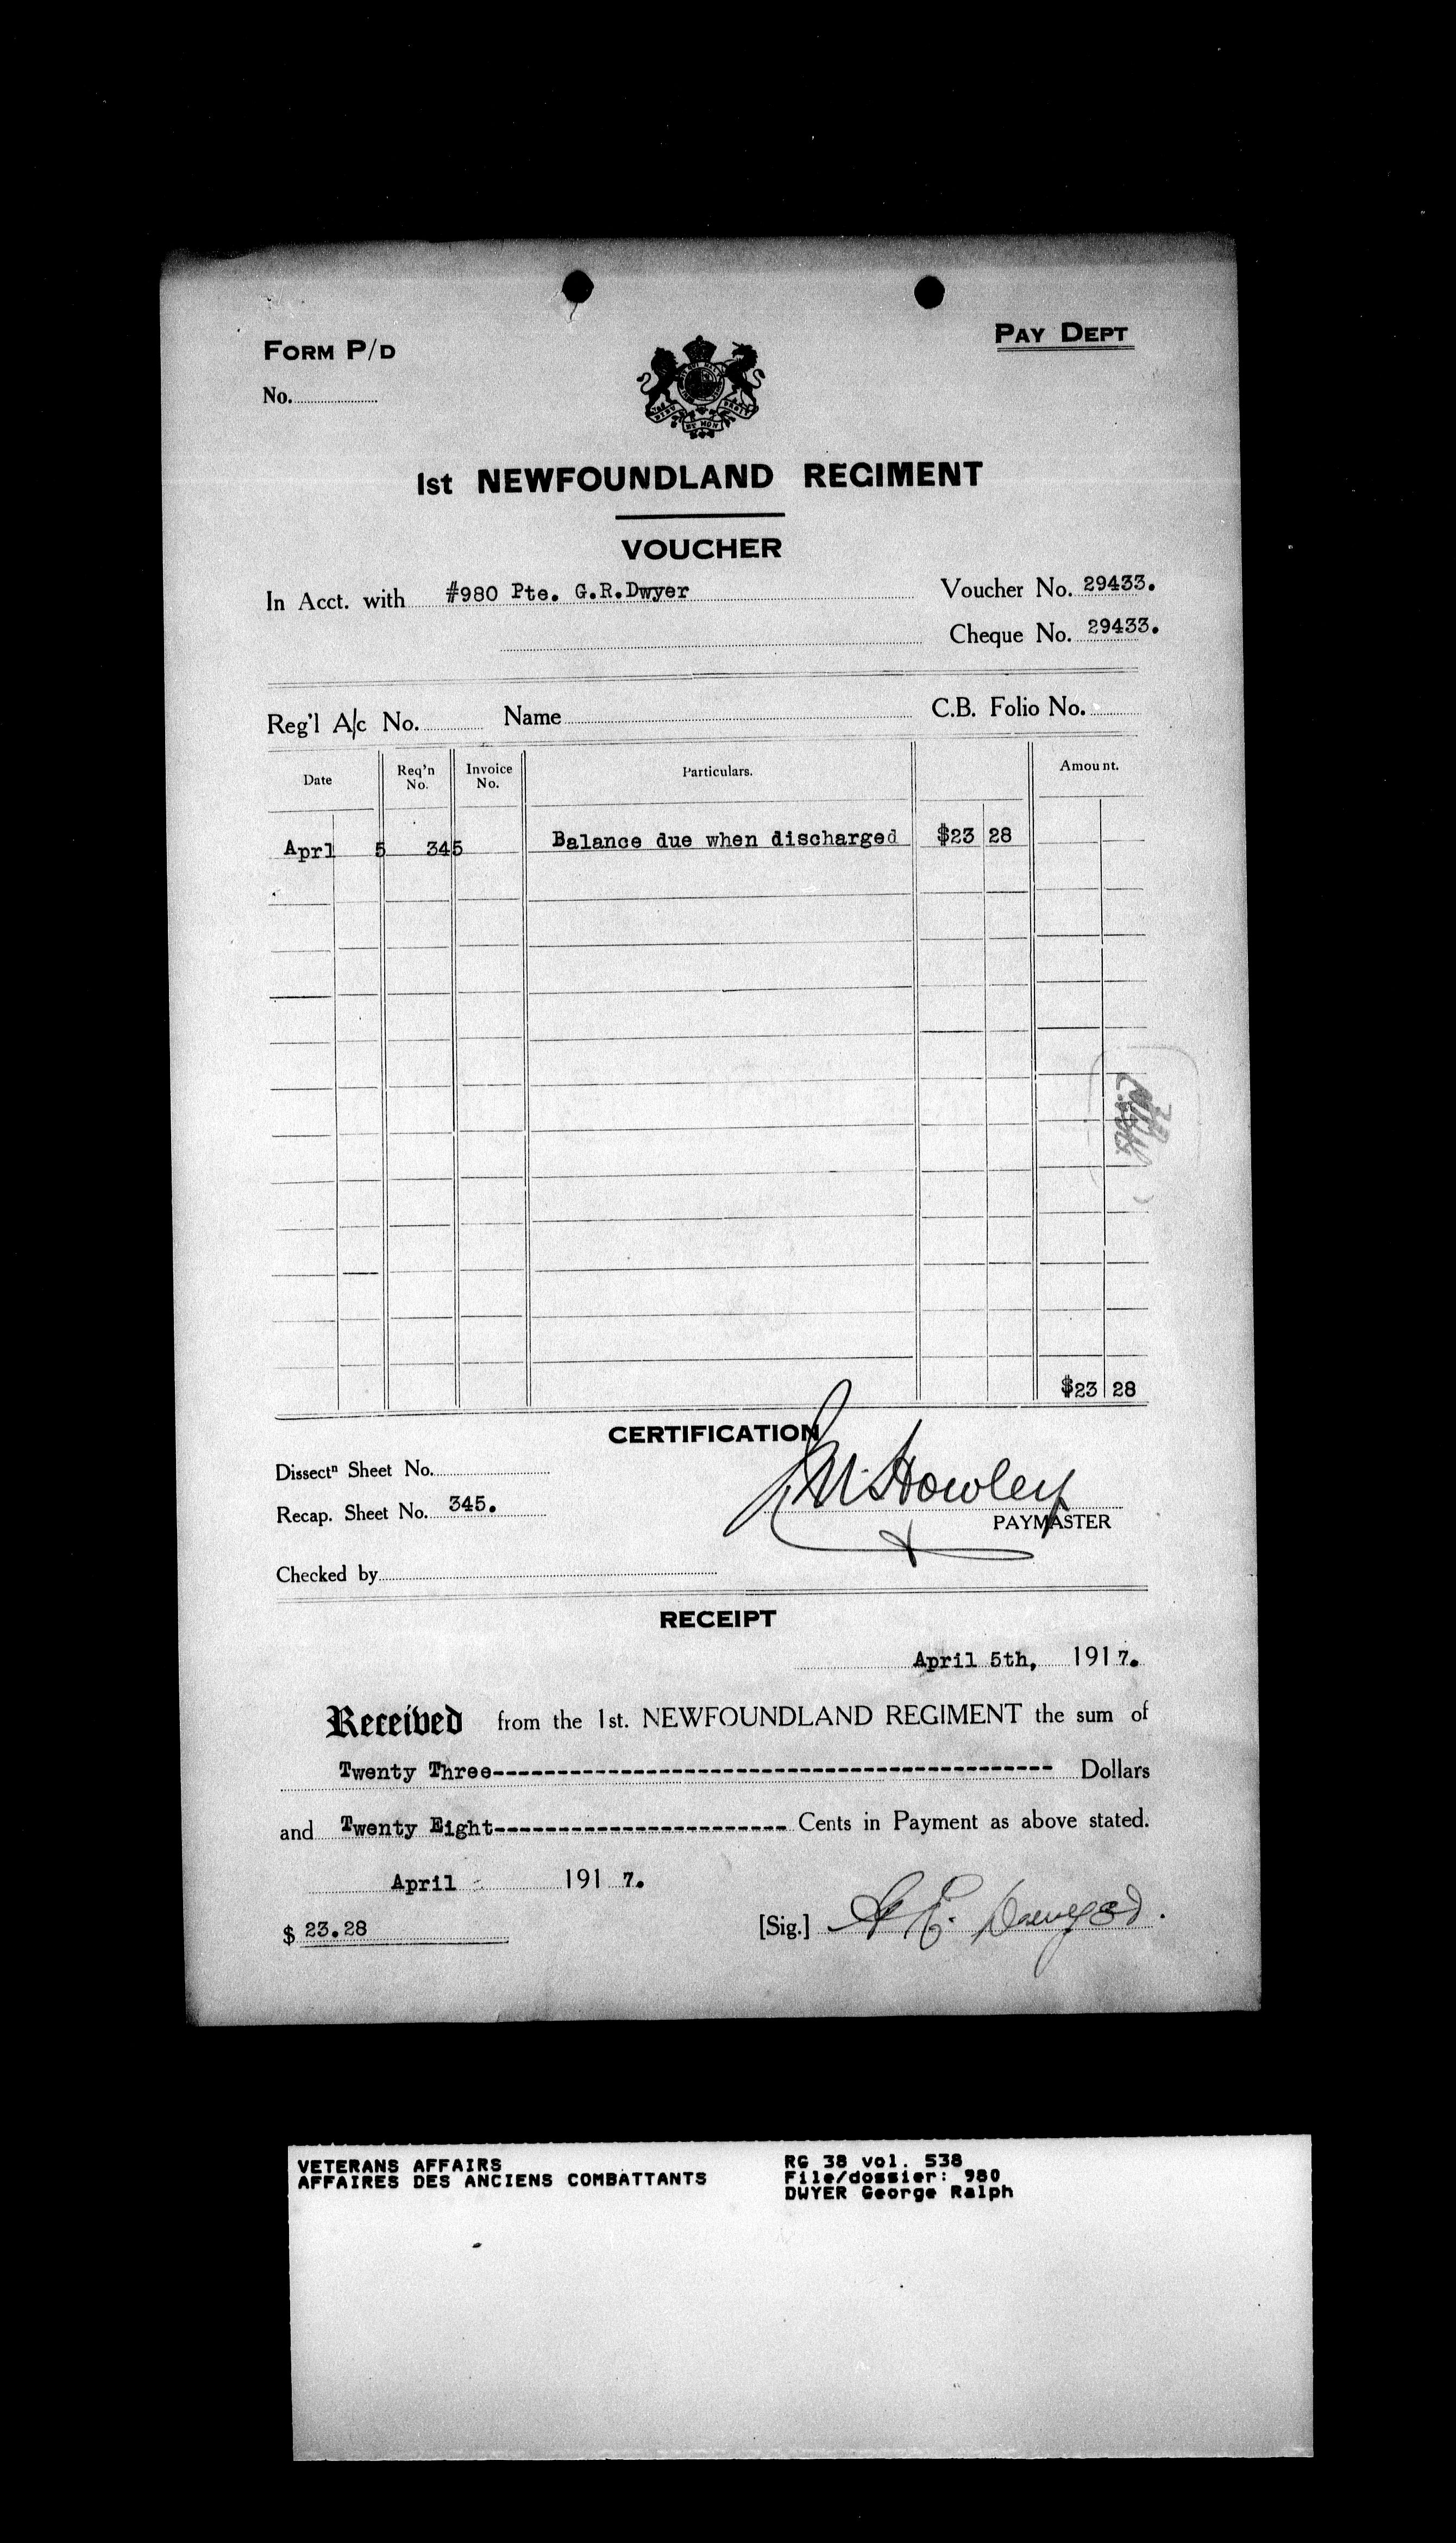 FORM P/D
PAY DEPT
No.
1st NEWFOUNDLAND REGIMENT
VOUCHER
In Acct. with #980 Pte. G.R.Dwyer Voucher No. 29433.
Cheque No. 29433.
Reg'l A/c No. Name C.B. Folio No.
Date Req'n No. Invoice No. Particulars. Amount.
Aprl 5 345 Balance due when discharged $23 28
$23 28
CERTIFICATION
Dissectn Sheet No.
Recap. Sheet No. 345. Howley
PAYMASTER
Checked by
RECEIPT
April 5th, 1917.
Received from the 1st. NEWFOUNDLAND REGIMENT the sum of
Twenty Three-------------------------------------------- Dollars
and Twenty Eight----------------------- Cents in Payment as above stated.
April 191 7.
$ 23.28 [Sig.]
VETERANS AFFAIRS
AFFAIRES DES ANCIENS COMBATTANTS
RG 38 vol. 538
File/dossier: 980
DWYER George Ralph